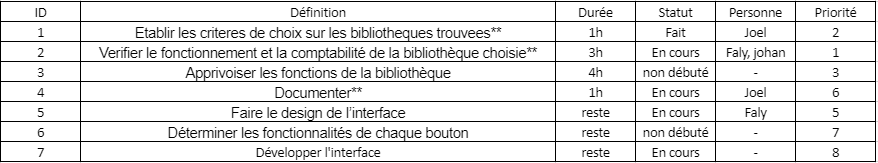 ID Définition Durée Statut Personne Priorité
1 Etablir les criteres de choix sur les bibliotheques trouvees** 1h Fait Joel 2
2 Verifier le fonctionnement et la comptabilité de la bibliothèque choisie** 3h En cours Faly, johan 1
3 Apprivoiser les fonctions de la bibliothèque 4h non débuté - 3
4 Documenter** 1h En cours Joel 6
5 Faire le design de l'interface reste En cours Faly 5
6 Déterminer les fonctionnalités de chaque bouton reste non débuté - 7
7 Développer l'interface reste En cours - 8